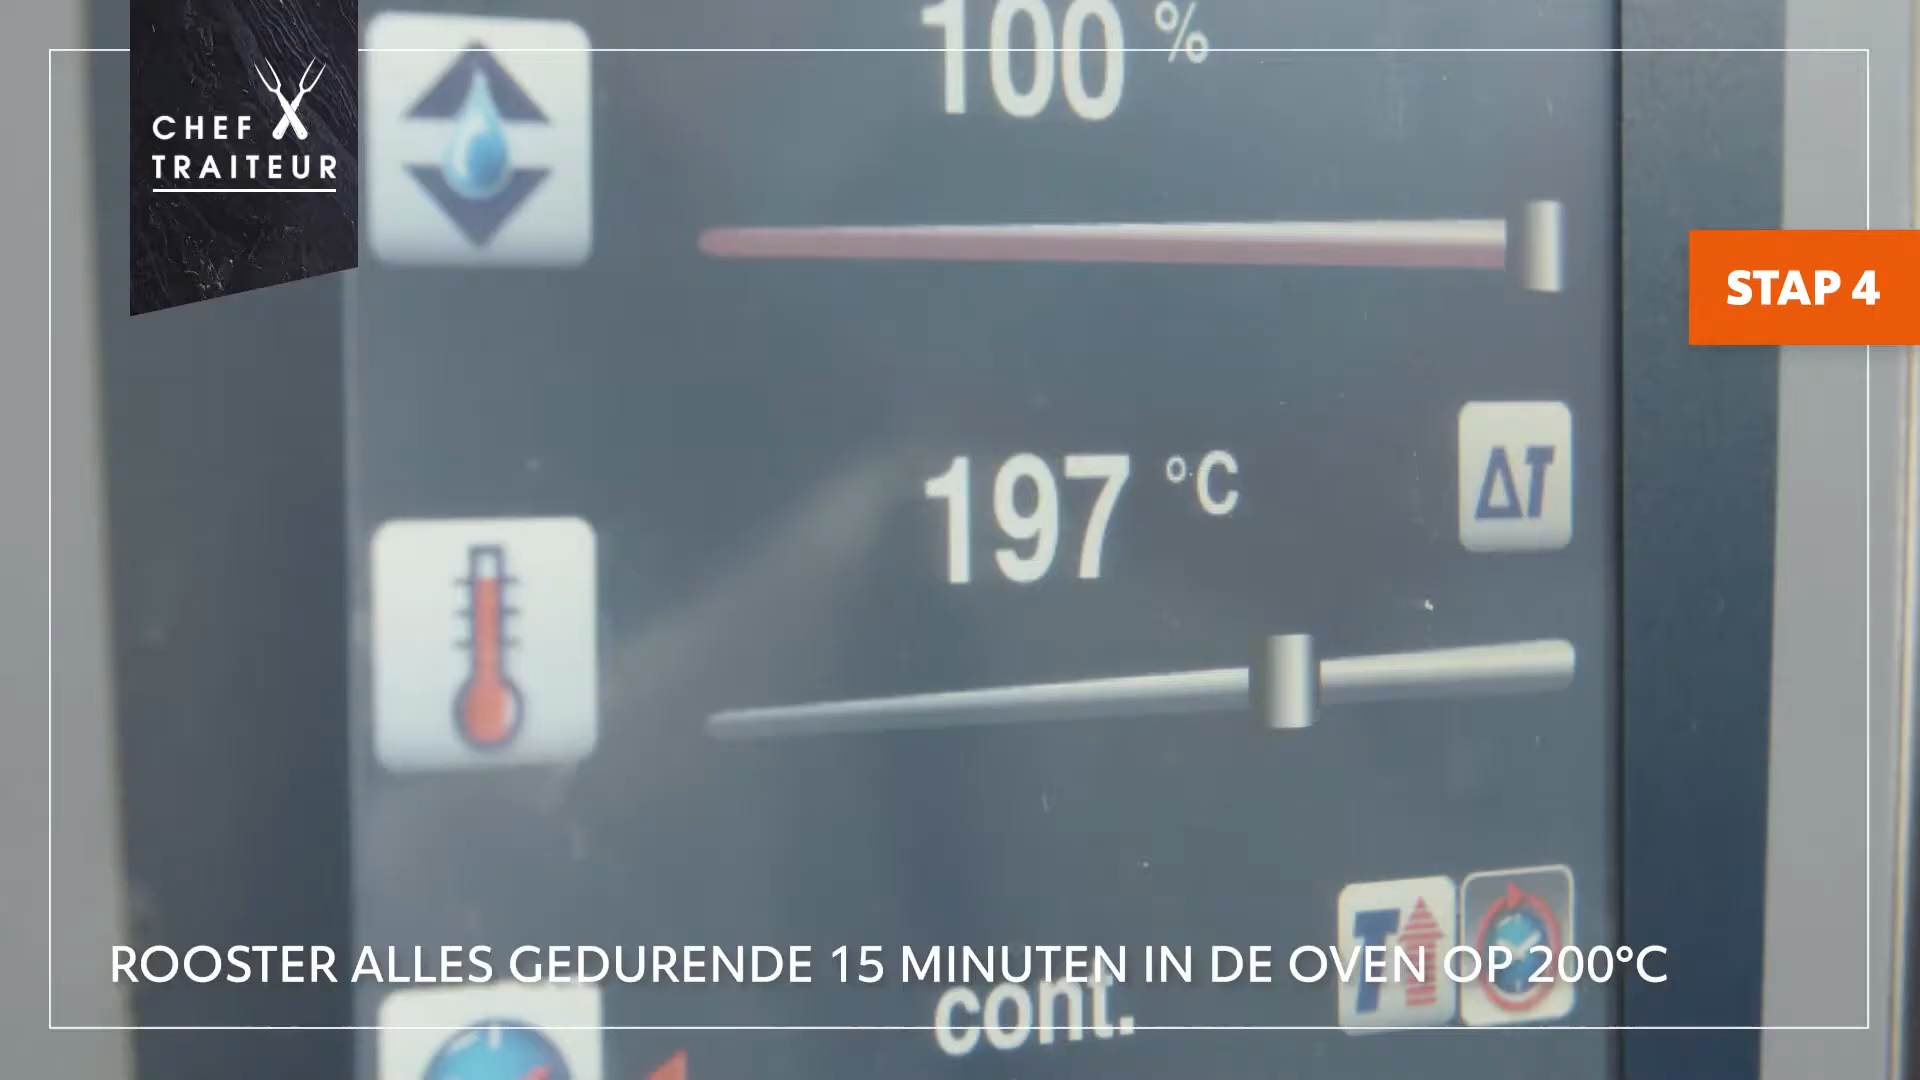 100 %
CHEF
TRAITEUR
STAP 4
197 °C
ΔT
T
ROOSTER ALLES GEDURENDE 15 MINUTEN IN DE OVEN OP 200°C
cont.